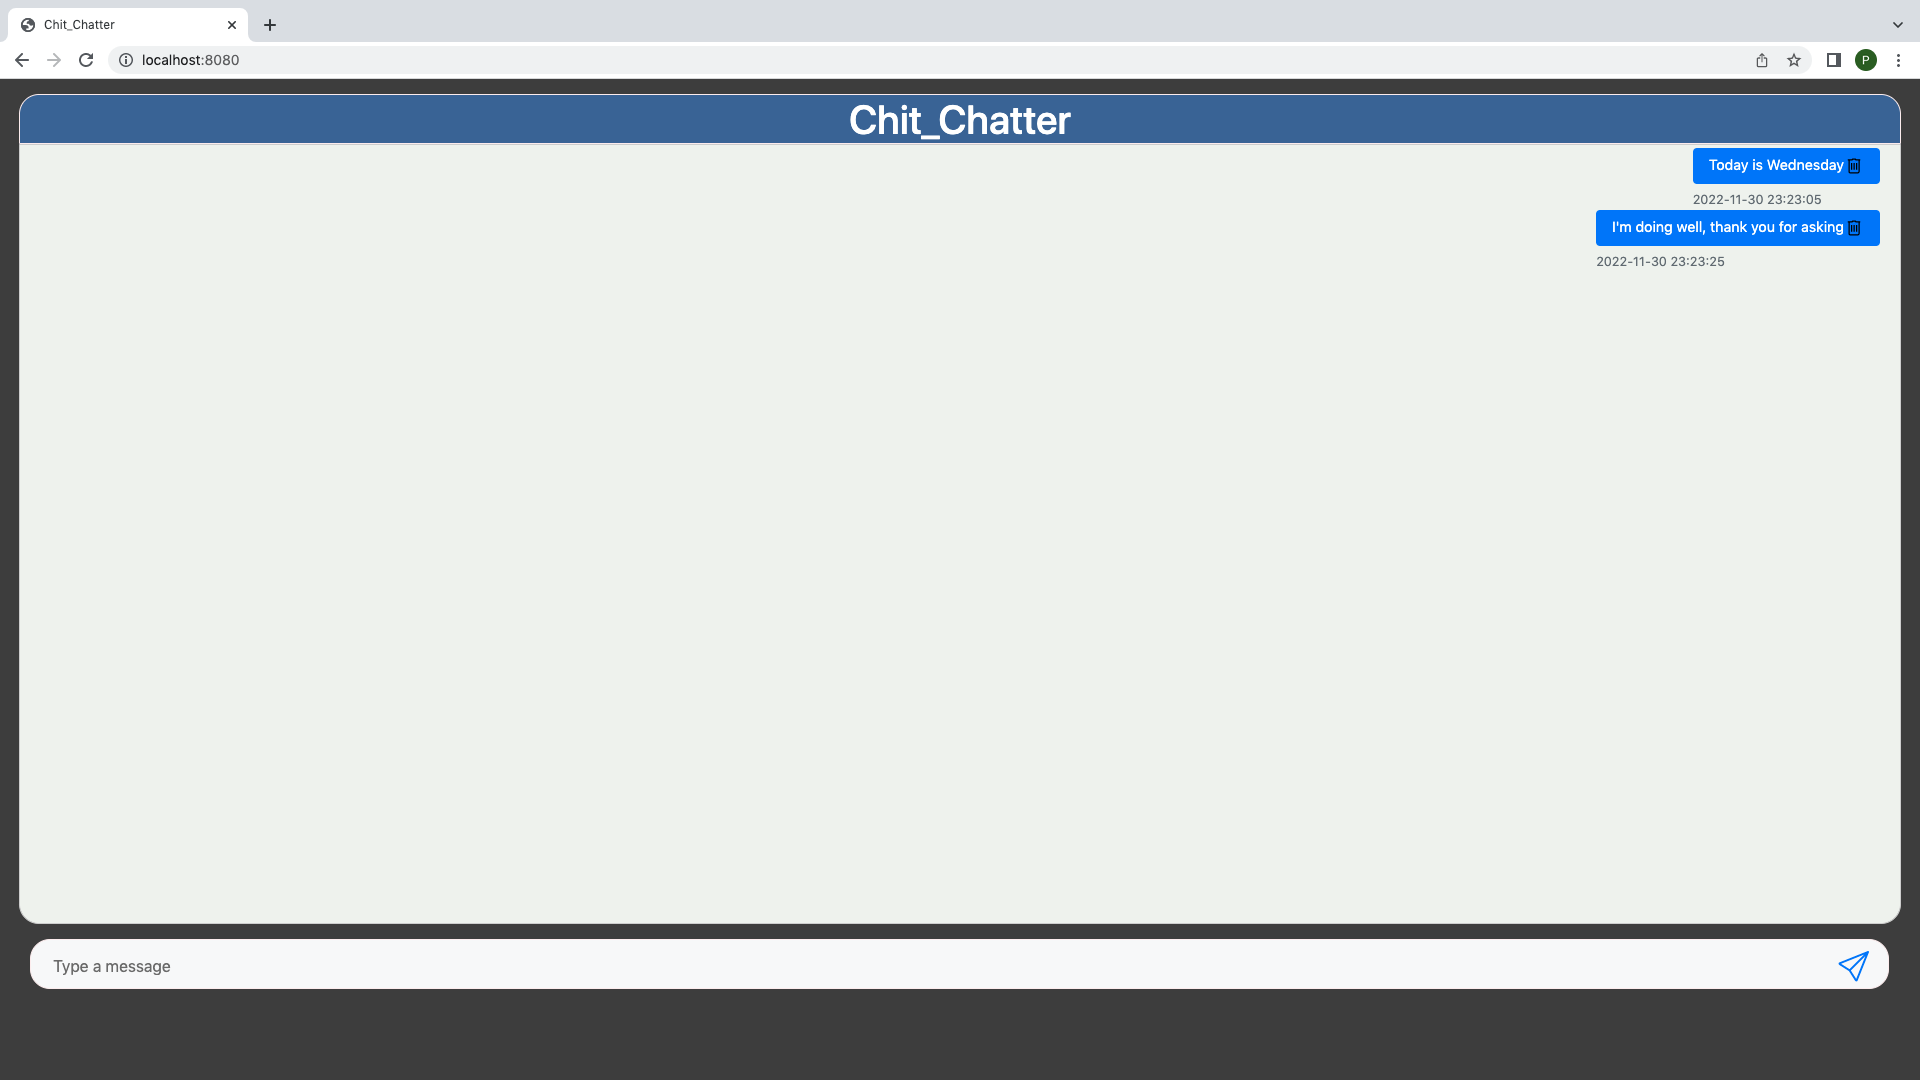 Chit_Chatter
localhost:8080
P
Chit_Chatter
Today is Wednesday
2022-11-30 23:23:05
I'm doing well, thank you for asking
2022-11-30 23:23:25
Type a message